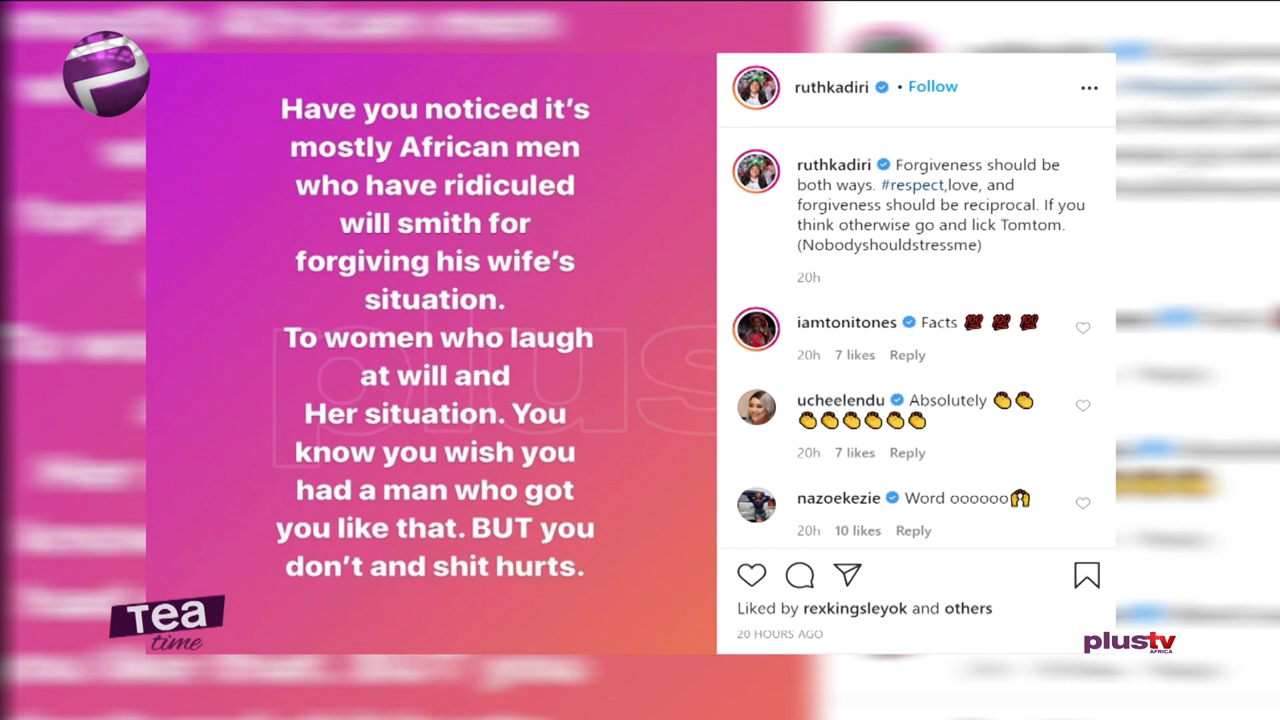 Have you noticed it's
mostly African men
who have ridiculed
will smith for
forgiving his wife's
situation.
To women who laugh
at will and
Her situation. You
know you wish you
had a man who got
you like that. BUT you
don't and shit hurts.
plus
ruthkadiri • Follow
ruthkadiri Forgiveness should be
both ways. #respect,love, and
forgiveness should be reciprocal. If you
think otherwise go and lick Tomtom.
(Nobodyshouldstressme)
20h
iamtonitones Facts 💯 💯 💯
20h 7 likes Reply
ucheelendu Absolutely 👏👏
👏👏👏👏👏👏
20h 7 likes Reply
nazoekezie Word oooooo🙌
20h 10 likes Reply
Liked by rexkingsleyok and others
20 HOURS AGO
Tea
time
plustv
AFRICA